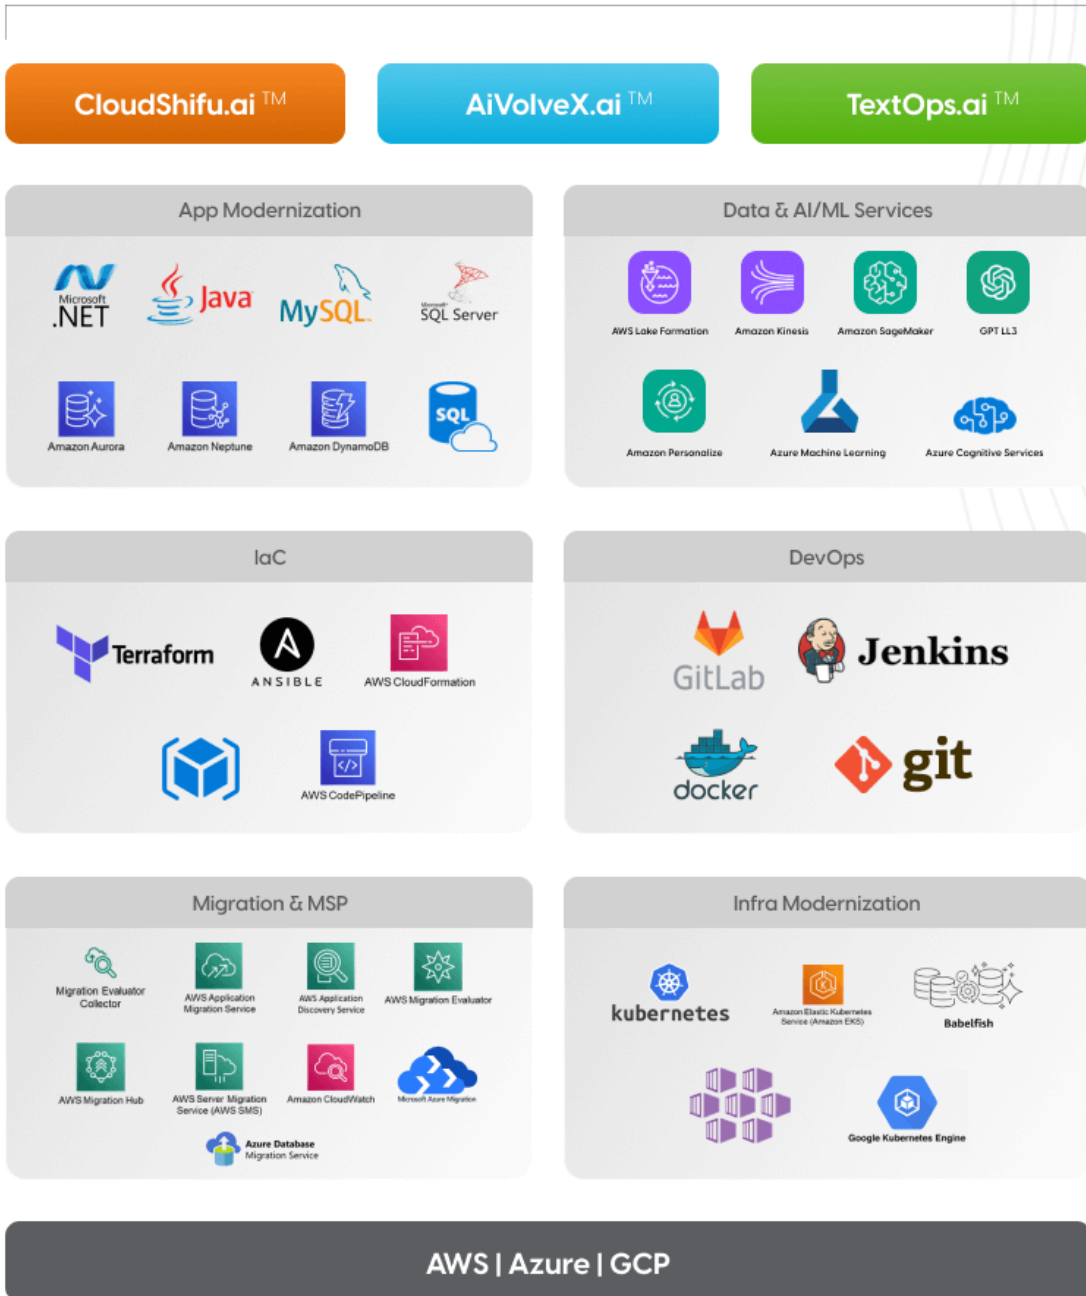 CloudShifu.ai TM
AiVolveX.ai TM
TextOps.ai TM
App Modernization
Microsoft
.NET
Java
MySQL
Microsoft
SQL Server
Amazon Aurora
Amazon Neptune
Amazon DynamoDB
SQL
Data & AI/ML Services
AWS Lake Formation
Amazon Kinesis
Amazon SageMaker
GPT LL3
Amazon Personalize
Azure Machine Learning
Azure Cognitive Services
IaC
Terraform
ANSIBLE
AWS CloudFormation
AWS CodePipeline
DevOps
GitLab
Jenkins
docker
git
Migration & MSP
Migration Evaluator
Collector
AWS Application
Migration Service
AWS Application
Discovery Service
AWS Migration Evaluator
AWS Migration Hub
AWS Server Migration
Service (AWS SMS)
Amazon CloudWatch
Microsoft Azure Migration
Azure Database
Migration Service
Infra Modernization
kubernetes
Amazon Elastic Kubernetes
Service (Amazon EKS)
Babelfish
Google Kubernetes Engine
AWS | Azure | GCP